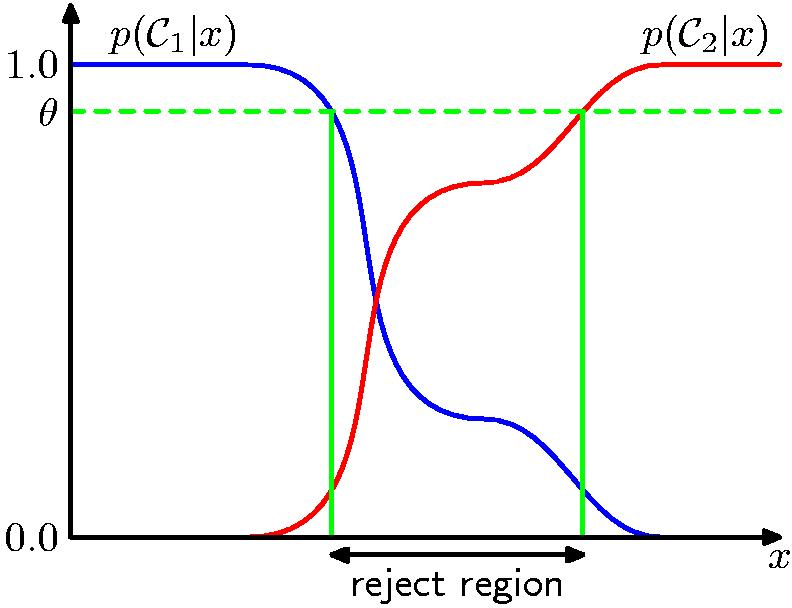 p(C₁|x)
p(C₂|x)
1.0
θ
0.0
x
reject region